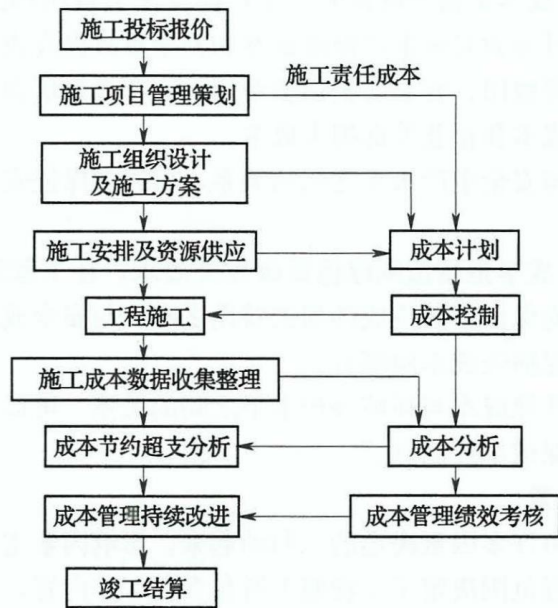 施工投标报价
施工责任成本
施工项目管理策划
施工组织设计
及施工方案
施工安排及资源供应
成本计划
工程施工
成本控制
施工成本数据收集整理
成本节约超支分析
成本分析
成本管理持续改进
成本管理绩效考核
竣工结算